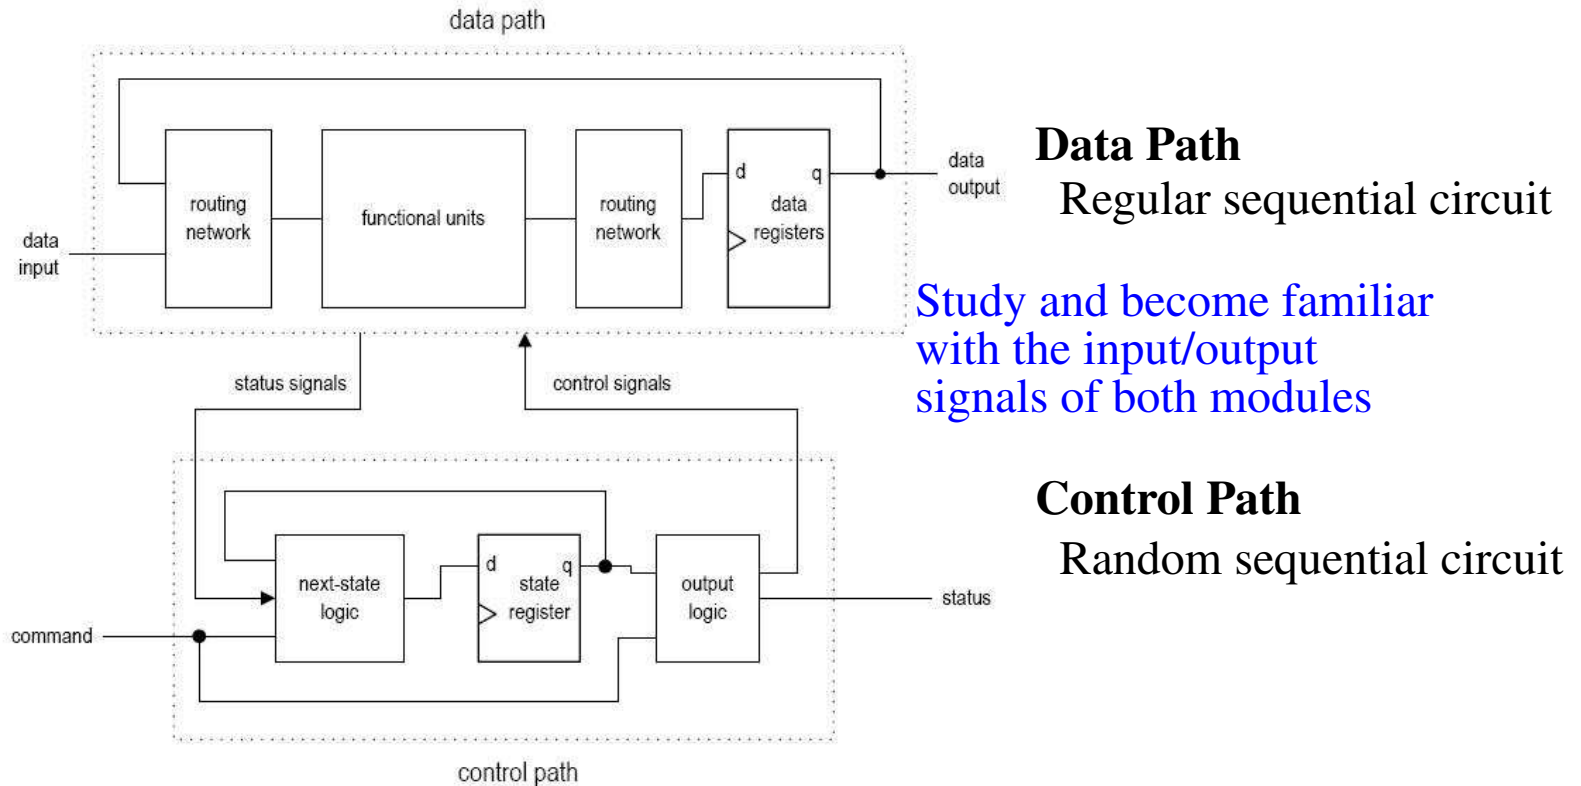 data path
routing
network
functional units
routing
network
d
q
data
registers
data
output
data
input
Data Path
Regular sequential circuit
Study and become familiar
with the input/output
signals of both modules
status signals
control signals
Control Path
Random sequential circuit
next-state
logic
d
q
state
register
output
logic
status
command
control path